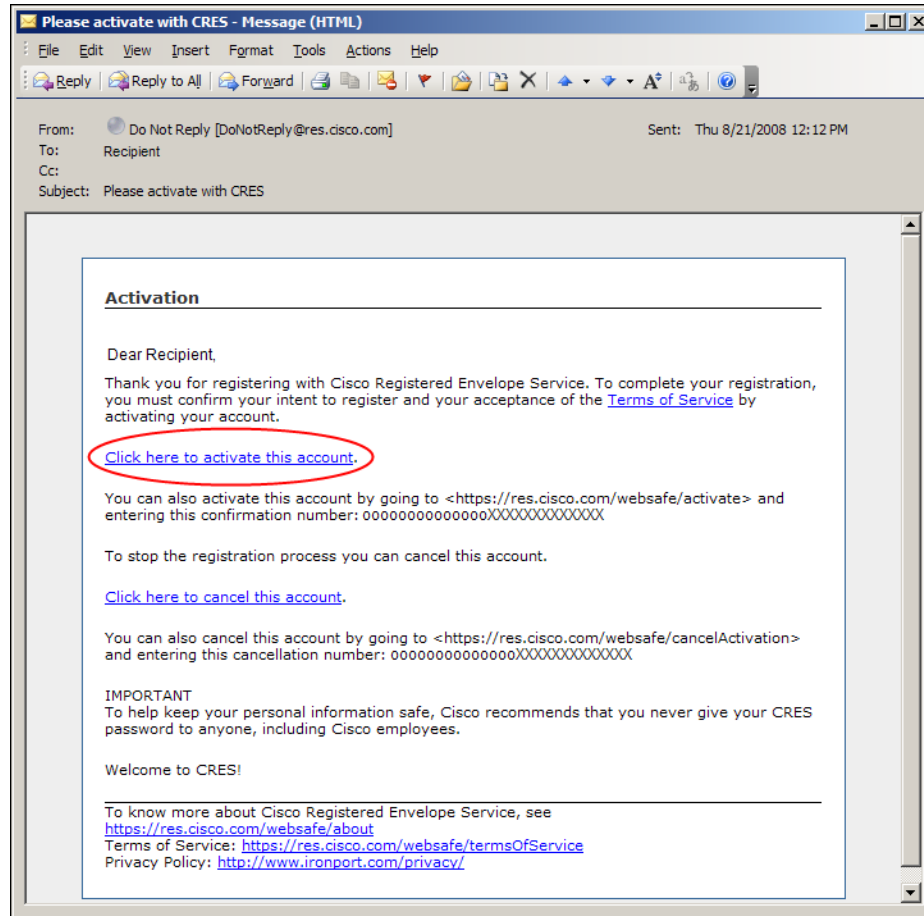 Please activate with CRES - Message (HTML)
File Edit View Insert Format Tools Actions Help
Reply Reply to All Forward
From: Do Not Reply [DoNotReply@res.cisco.com] Sent: Thu 8/21/2008 12:12 PM
To: Recipient
Cc:
Subject: Please activate with CRES
Activation
Dear Recipient,
Thank you for registering with Cisco Registered Envelope Service. To complete your registration,
you must confirm your intent to register and your acceptance of the Terms of Service by
activating your account.
Click here to activate this account.
You can also activate this account by going to <https://res.cisco.com/websafe/activate> and
entering this confirmation number: 00000000000000XXXXXXXXXXXXX
To stop the registration process you can cancel this account.
Click here to cancel this account.
You can also cancel this account by going to <https://res.cisco.com/websafe/cancelActivation>
and entering this cancellation number: 00000000000000XXXXXXXXXXXXX
IMPORTANT
To help keep your personal information safe, Cisco recommends that you never give your CRES
password to anyone, including Cisco employees.
Welcome to CRES!
To know more about Cisco Registered Envelope Service, see
https://res.cisco.com/websafe/about
Terms of Service: https://res.cisco.com/websafe/termsOfService
Privacy Policy: http://www.ironport.com/privacy/